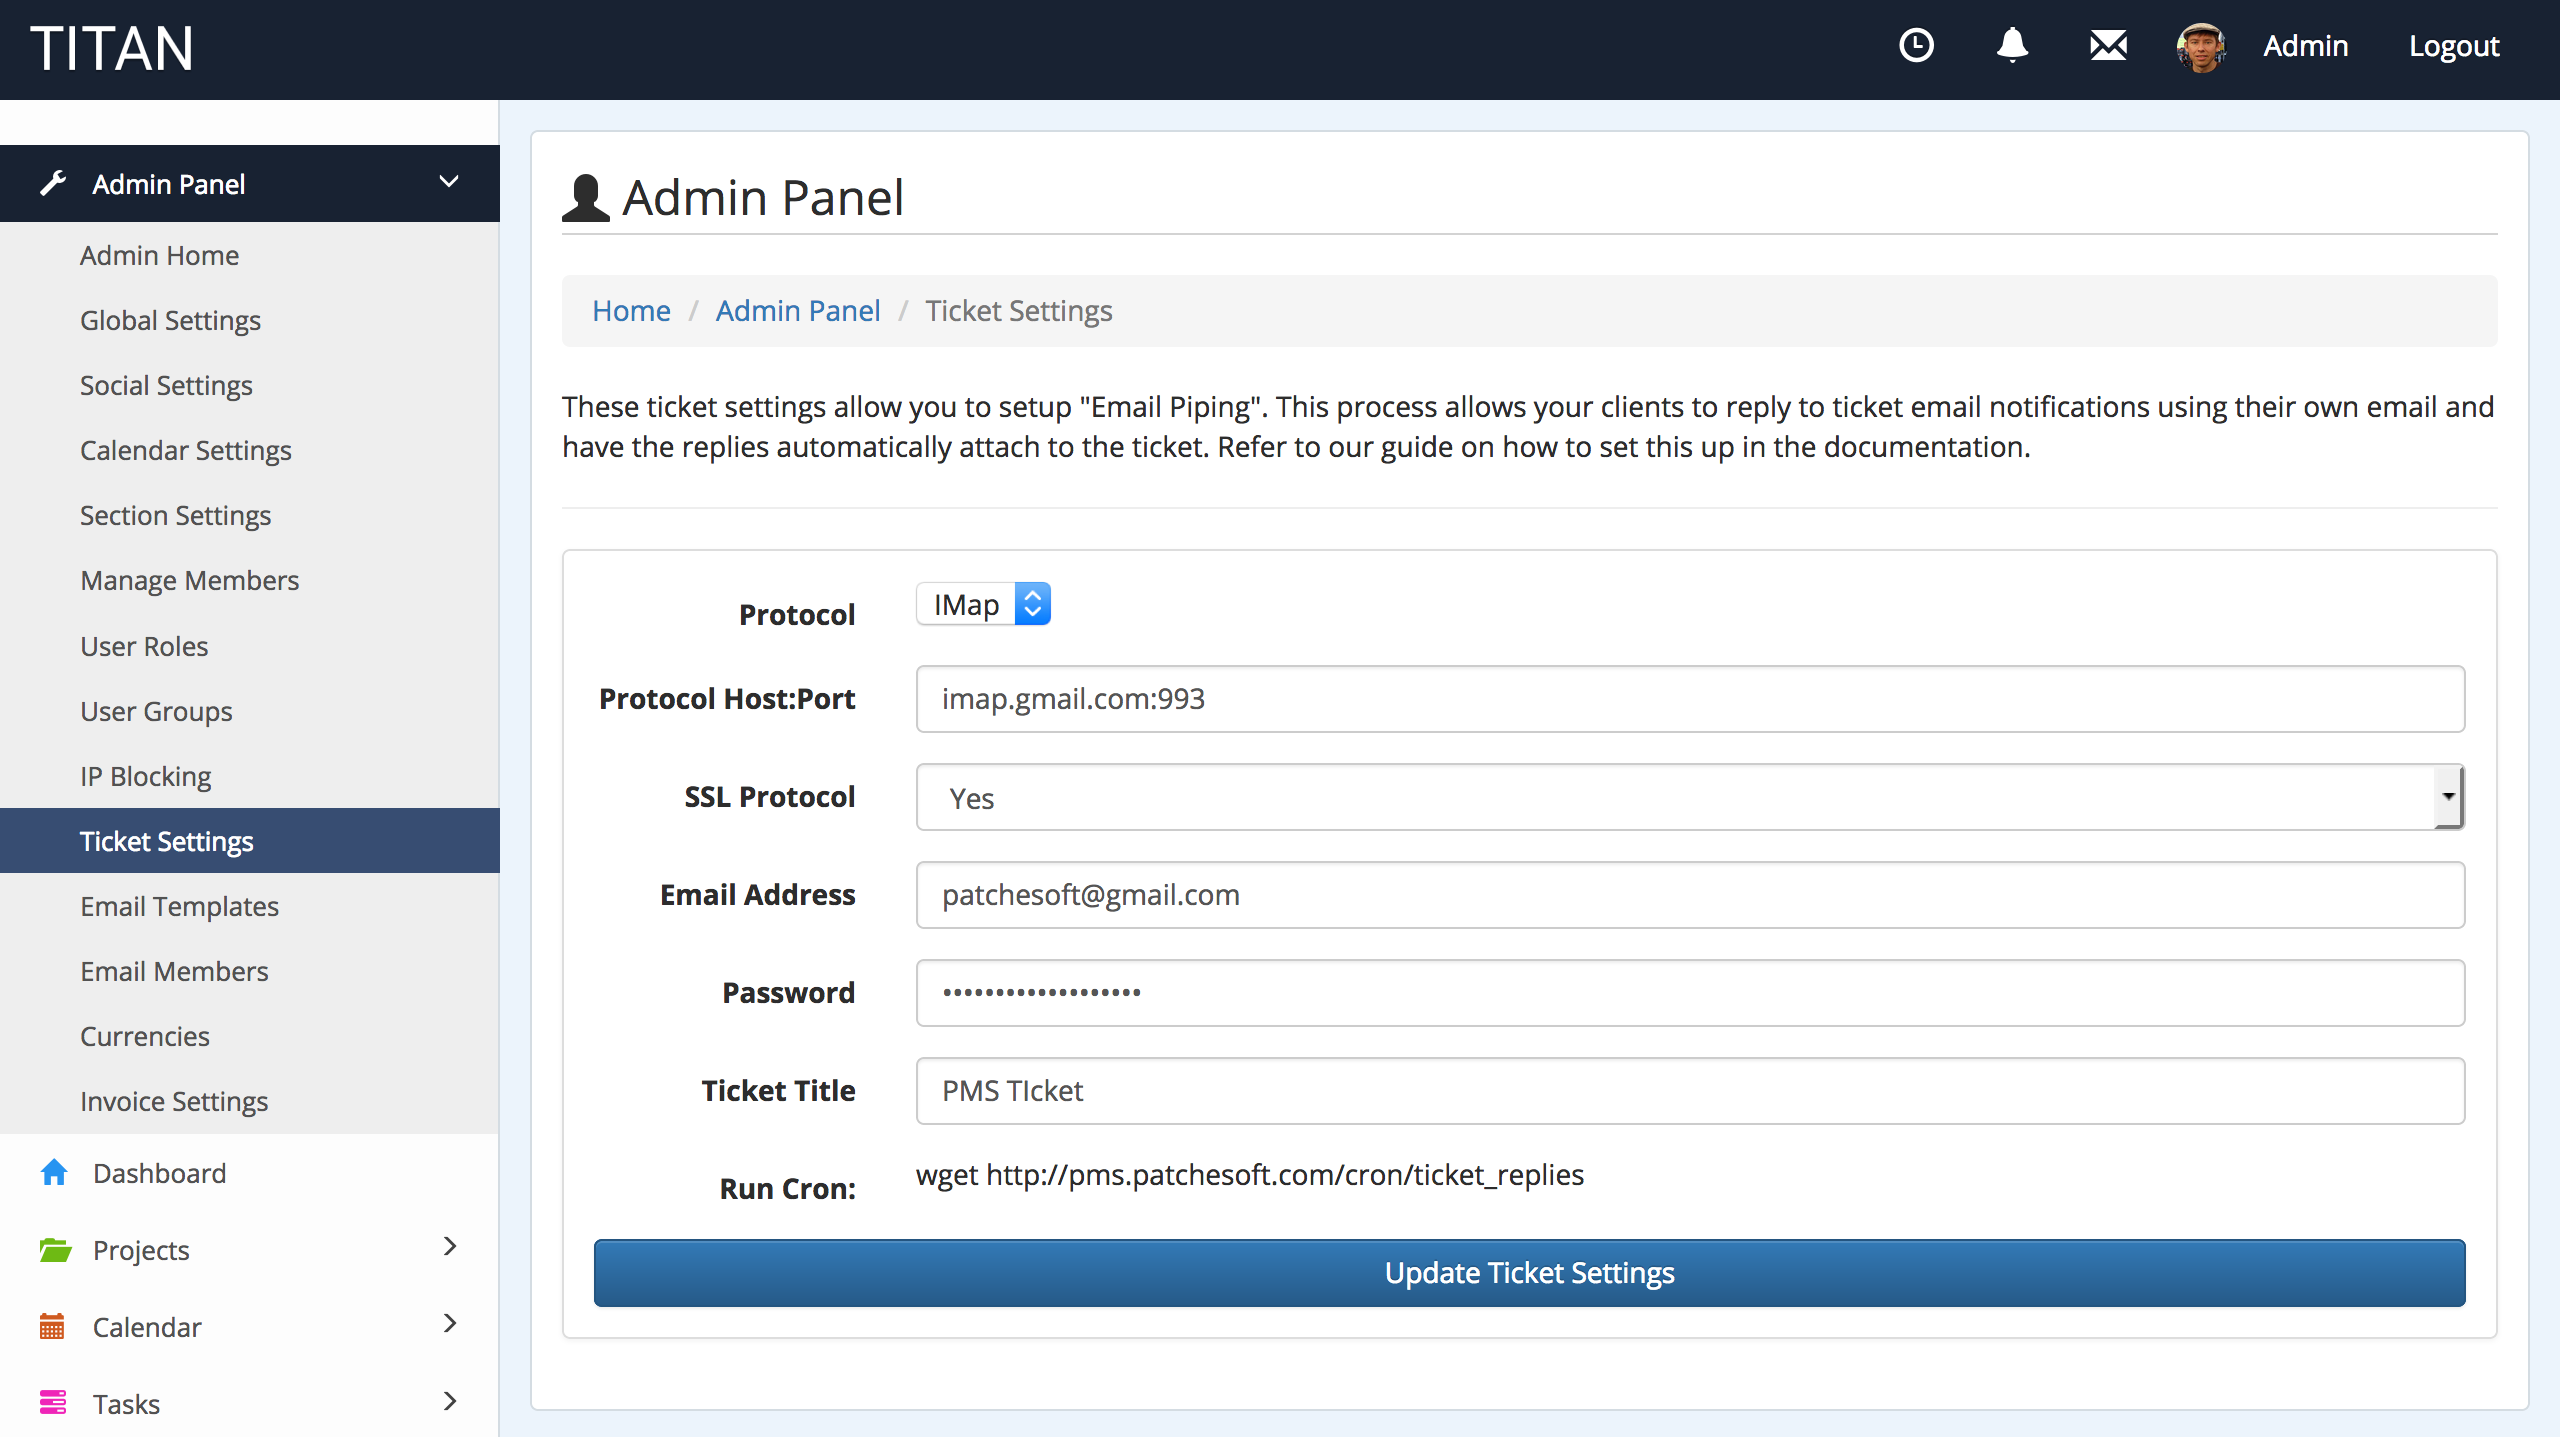 TITAN
Admin
Logout
Admin Panel
Admin Home
Global Settings
Social Settings
Calendar Settings
Section Settings
Manage Members
User Roles
User Groups
IP Blocking
Ticket Settings
Email Templates
Email Members
Currencies
Invoice Settings
Dashboard
Projects
Calendar
Tasks
Admin Panel
Home / Admin Panel / Ticket Settings
These ticket settings allow you to setup "Email Piping". This process allows your clients to reply to ticket email notifications using their own email and
have the replies automatically attach to the ticket. Refer to our guide on how to set this up in the documentation.
Protocol IMap
Protocol Host:Port imap.gmail.com:993
SSL Protocol Yes
Email Address patchesoft@gmail.com
Password •••••••••••••••••••
Ticket Title PMS TIcket
Run Cron: wget http://pms.patchesoft.com/cron/ticket_replies
Update Ticket Settings